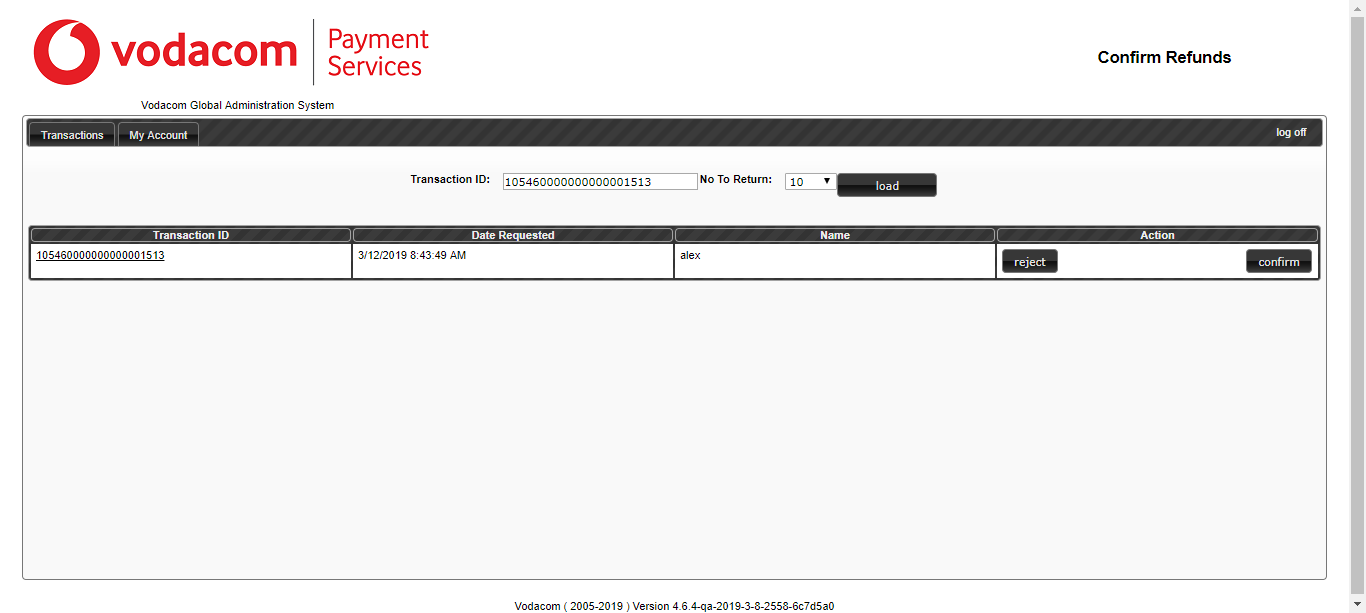 vodacom
Payment
Services
Confirm Refunds
Vodacom Global Administration System
Transactions My Account log off
Transaction ID: 105460000000000001513 No To Return: 10 load
Transaction ID Date Requested Name Action
105460000000000001513 3/12/2019 8:43:49 AM alex reject confirm
Vodacom ( 2005-2019 ) Version 4.6.4-qa-2019-3-8-2558-6c7d5a0